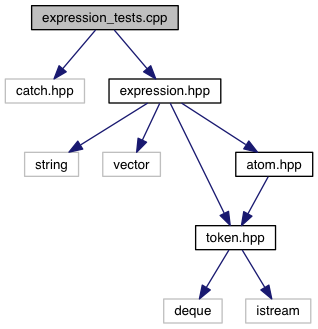 expression_tests.cpp
catch.hpp
expression.hpp
string
vector
atom.hpp
token.hpp
deque
istream